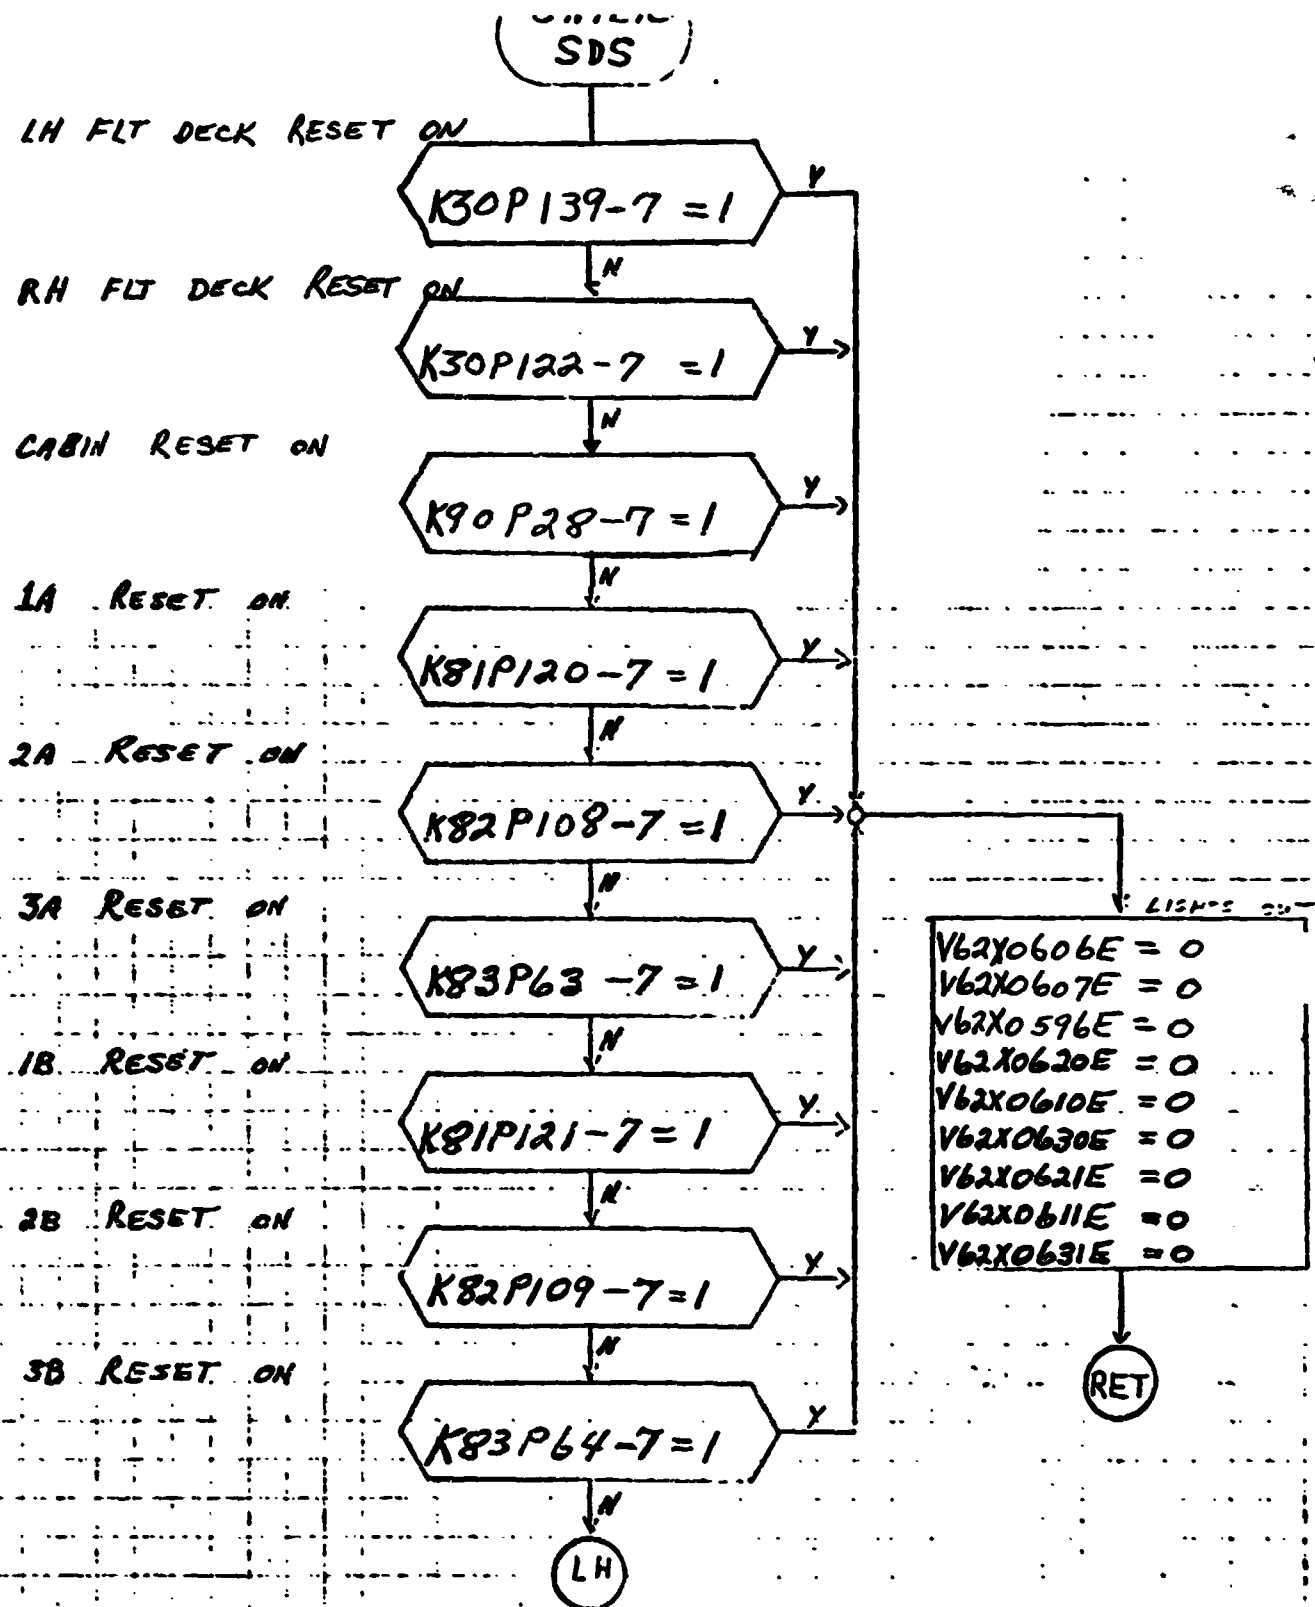 SDS
LH FLT DECK RESET ON
K30P139-7 = 1
Y
N
RH FLT DECK RESET ON
K30P122-7 = 1
Y
N
CABIN RESET ON
K90P28-7 = 1
Y
N
1A RESET ON
K81P120-7 = 1
Y
N
2A RESET ON
K82P108-7 = 1
Y
N
3A RESET ON
K83P63-7 = 1
Y
N
1B RESET ON
K81P121-7 = 1
Y
N
2B RESET ON
K82P109-7 = 1
Y
N
3B RESET ON
K83P64-7 = 1
Y
N
LH
LIGHTS
V62X0606E = 0
V62X0607E = 0
V62X0596E = 0
V62X0620E = 0
V62X0610E = 0
V62X0630E = 0
V62X0621E = 0
V62X0611E = 0
V62X0631E = 0
RET